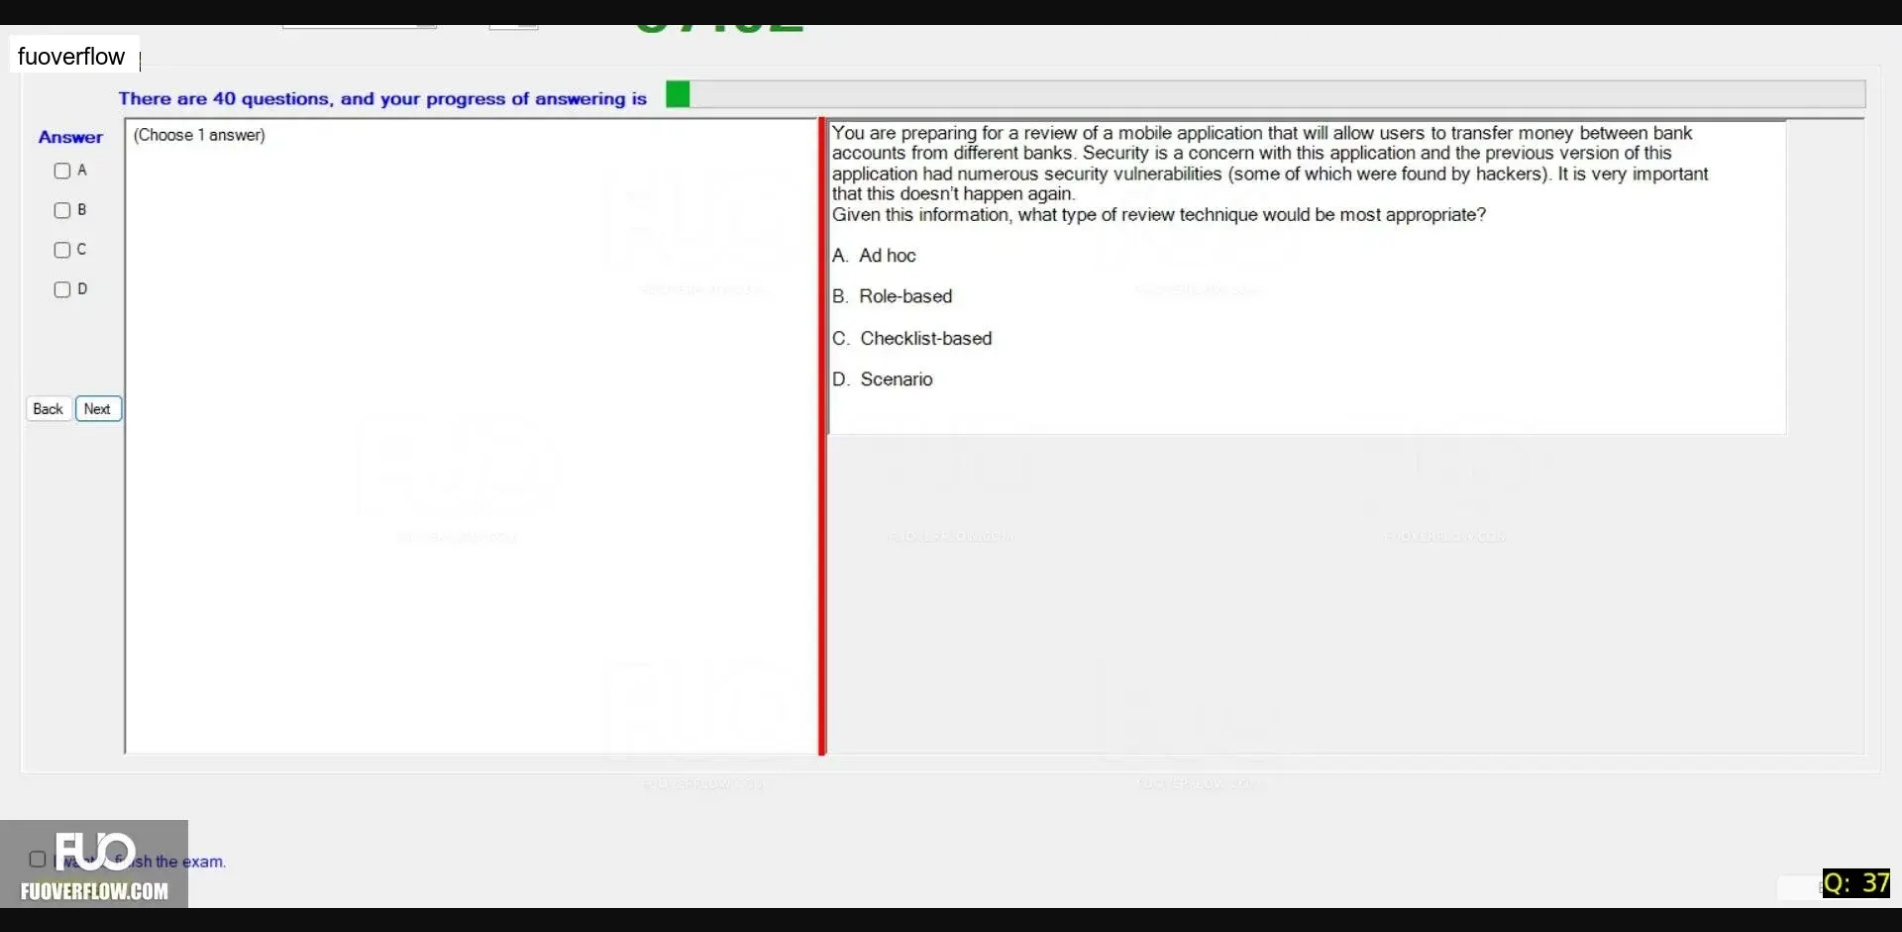 fuoverflow
There are 40 questions, and your progress of answering is
Answer
(Choose 1 answer)
A
B
C
D
Back
Next
You are preparing for a review of a mobile application that will allow users to transfer money between bank
accounts from different banks. Security is a concern with this application and the previous version of this
application had numerous security vulnerabilities (some of which were found by hackers). It is very important
that this doesn't happen again.
Given this information, what type of review technique would be most appropriate?
A. Ad hoc
B. Role-based
C. Checklist-based
D. Scenario
the exam.
FUO
FUOVERFLOW.COM
Q: 37